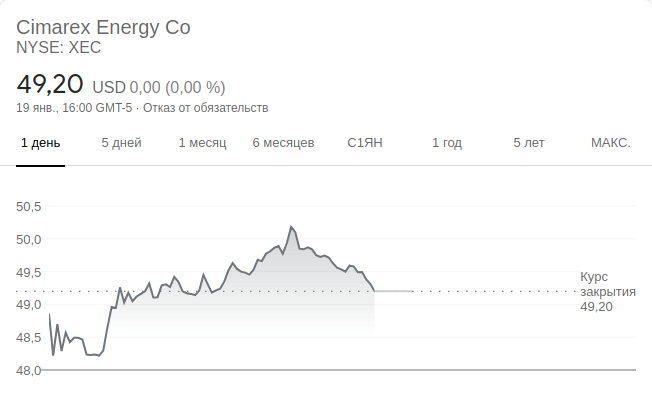 Cimarex Energy Co
NYSE: XEC
49,20 USD 0,00 (0,00 %)
19 янв., 16:00 GMT-5 · Отказ от обязательств
1 день 5 дней 1 месяц 6 месяцев С1ЯН 1 год 5 лет МАКС.
50,5
50,0
49,5
49,0
48,5
48,0
Курс
закрытия
49,20